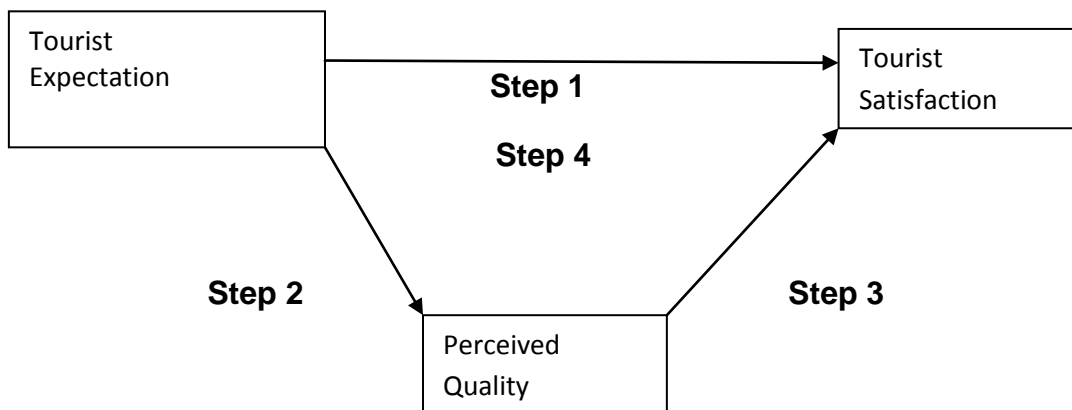 Tourist
Expectation
Tourist
Satisfaction
Step 1
Step 4
Step 2
Step 3
Perceived
Quality